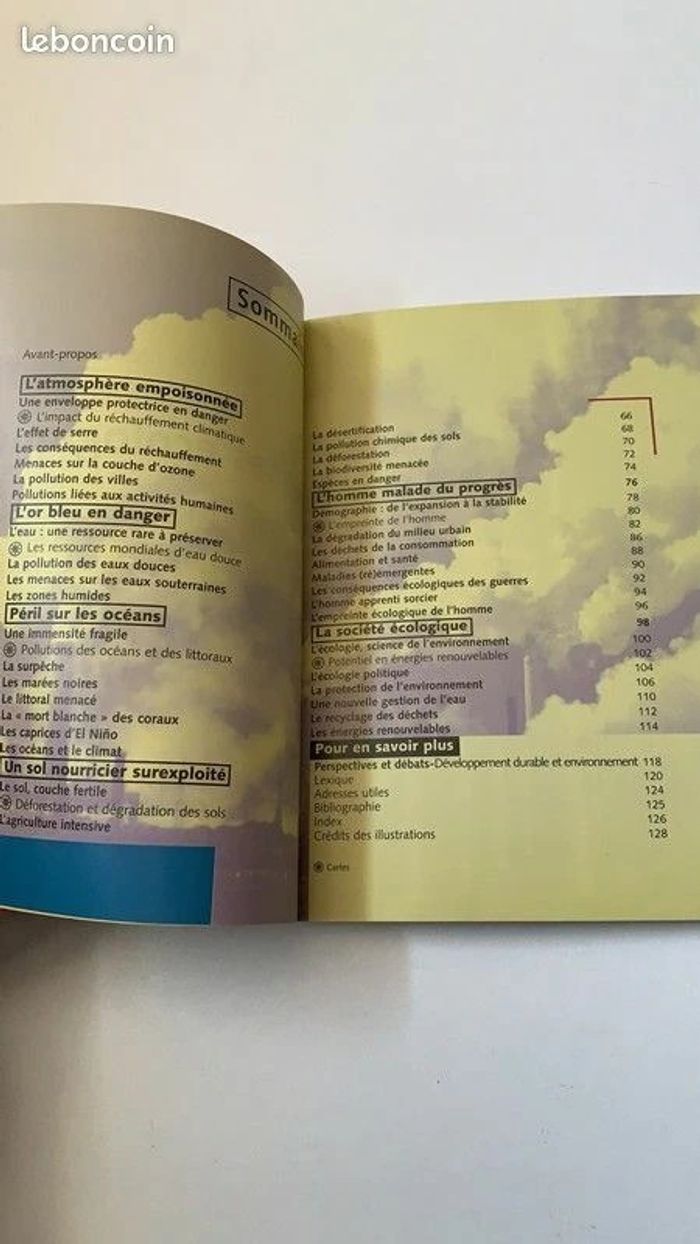 leboncoin
Somma
Avant-propos
L'atmosphère empoisonnée
Une enveloppe protectrice en danger
L'impact du réchauffement climatique
L'effet de serre
Les conséquences du réchauffement
Menaces sur la couche d'ozone
La pollution des villes
Pollutions liées aux activités humaines
L'or bleu en danger
L'eau : une ressource rare à préserver
Les ressources mondiales d'eau douce
La pollution des eaux douces
Les menaces sur les eaux souterraines
Les zones humides
Péril sur les océans
Une immensité fragile
Pollutions des océans et des littoraux
La surpêche
Les marées noires
Le littoral menacé
La « mort blanche » des coraux
Les caprices d'El Niño
Les océans et le climat
Un sol nourricier surexploité
Le sol, couche fertile
Déforestation et dégradation des sols
L'agriculture intensive
La désertification 66
La pollution chimique des sols 68
La déforestation 70
La biodiversité menacée 72
Espèces en danger 74
L'homme malade du progrès 76
Démographie : de l'expansion à la stabilité 78
L'empreinte de l'homme 80
La dégradation du milieu urbain 82
Les déchets de la consommation 86
Alimentation et santé 88
Maladies (ré)émergentes 90
Les conséquences écologiques des guerres 92
L'homme apprenti sorcier 94
L'empreinte écologique de l'homme 96
La société écologique 98
L'écologie, science de l'environnement 100
Potentiel en énergies renouvelables 102
L'écologie politique 104
La protection de l'environnement 106
Une nouvelle gestion de l'eau 110
Le recyclage des déchets 112
Les énergies renouvelables 114
Pour en savoir plus
Perspectives et débats-Développement durable et environnement 118
Lexique 120
Adresses utiles 124
Bibliographie 125
Index 126
Crédits des illustrations 128
Cartes